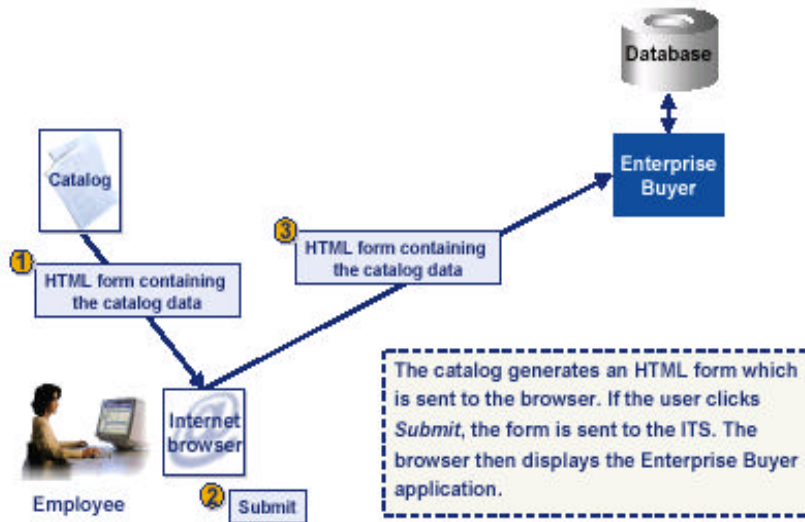 Database
Enterprise
Buyer
Catalog
1
HTML form containing
the catalog data
3
HTML form containing
the catalog data
Internet
browser
Employee
2
Submit
The catalog generates an HTML form which
is sent to the browser. If the user clicks
Submit, the form is sent to the ITS. The
browser then displays the Enterprise Buyer
application.